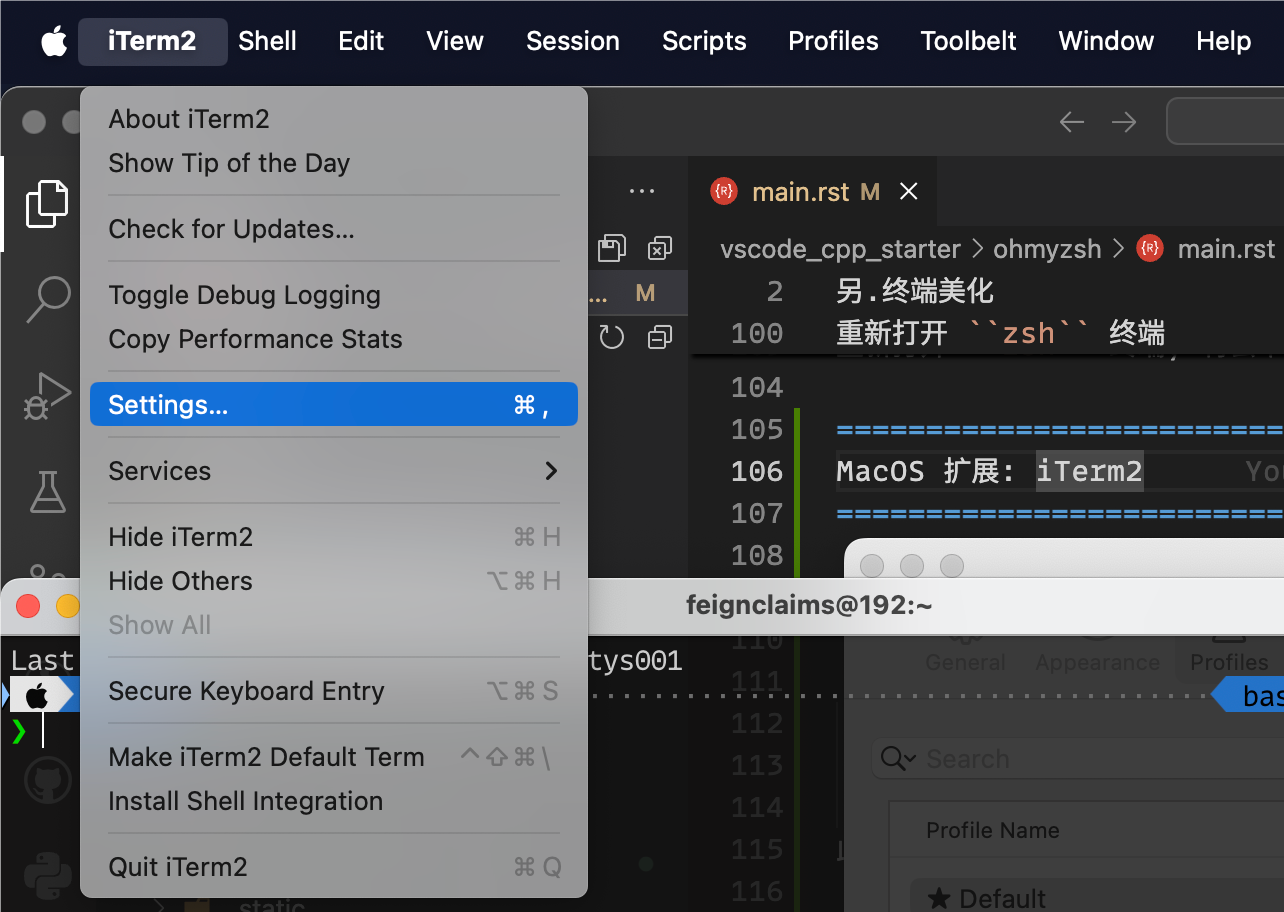 iTerm2 Shell Edit View Session Scripts Profiles Toolbelt Window Help
About iTerm2
Show Tip of the Day
Check for Updates...
Toggle Debug Logging
Copy Performance Stats
Settings... ⌘ ,
Services
Hide iTerm2 ⌘ H
Hide Others ⌥ ⌘ H
Show All
Secure Keyboard Entry ⌥ ⌘ S
Make iTerm2 Default Term ^ ⇧ ⌘ \
Install Shell Integration
Quit iTerm2 ⌘ Q
... M
{R} main.rst M
vscode_cpp_starter > ohmyzsh > {R} main.rst
2 另.终端美化
100 重新打开 ``zsh`` 终端
104
105 =========================
106 MacOS 扩展: iTerm2
107 =========================
108
feignclaims@192:~
Last
tys001
❯
110
111
112
113
114
115
116
General Appearance Profiles
Search
Profile Name
★ Default
static